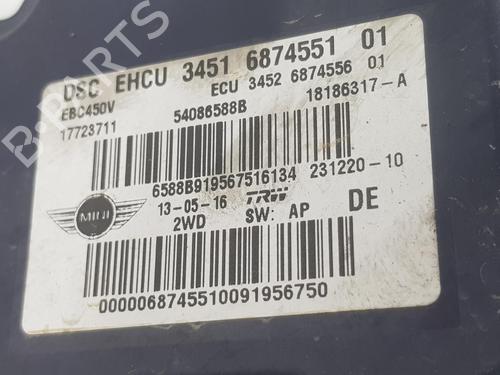 DSC EHCU 3451 6874551 01
EBC450V ECU 3452 6874556 01
17723711 54086588B 18186317-A
6588B919567516134 231220-10
MINI 13-05-16 TRW DE
2WD SW: AP
0000068745510091956750
B-PARTS